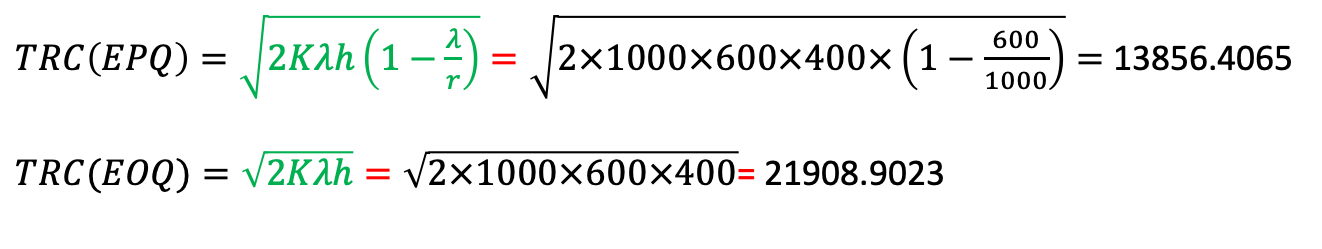 TRC(EPQ) = √(2Kλh(1 − λ/r)) = √(2×1000×600×400×(1 − 600/1000)) = 13856.4065
TRC(EOQ) = √(2Kλh) = √(2×1000×600×400) = 21908.9023